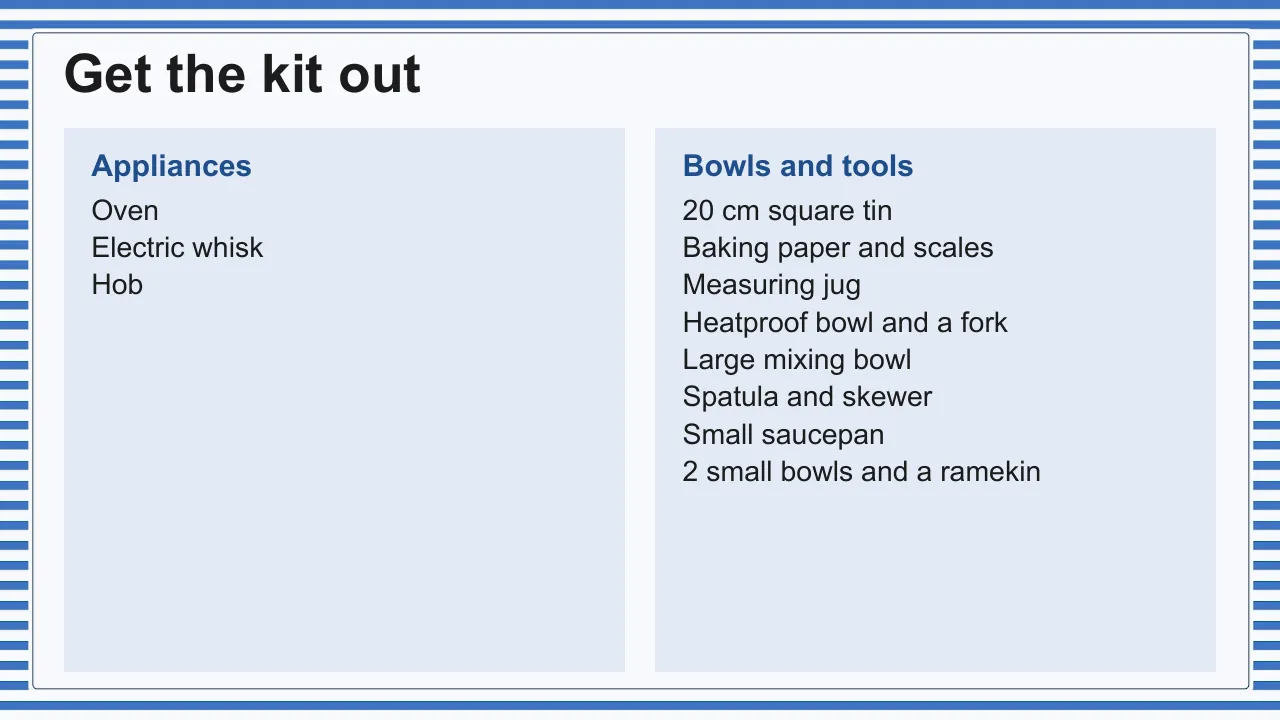 Get the kit out
Appliances
Oven
Electric whisk
Hob
Bowls and tools
20 cm square tin
Baking paper and scales
Measuring jug
Heatproof bowl and a fork
Large mixing bowl
Spatula and skewer
Small saucepan
2 small bowls and a ramekin